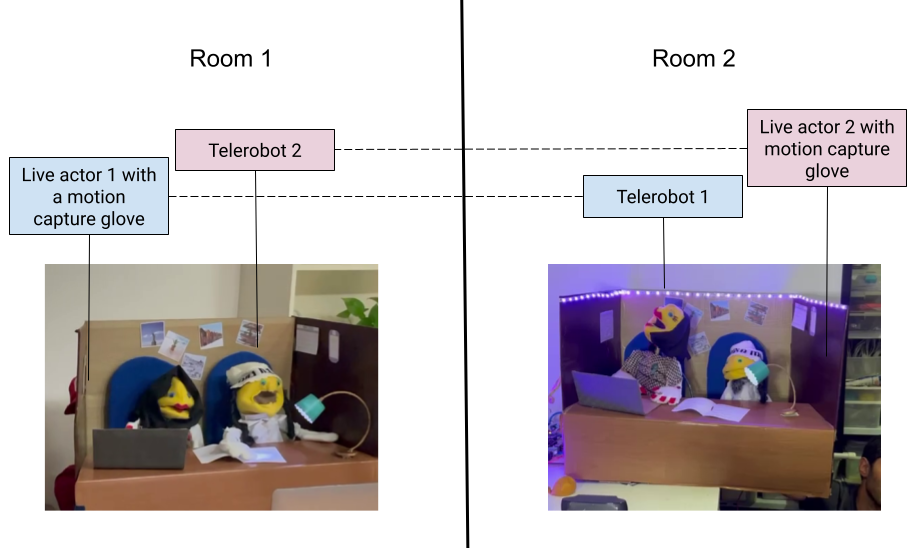 Room 1
Room 2
Telerobot 2
Live actor 1 with
a motion
capture glove
Live actor 2 with
motion capture
glove
Telerobot 1